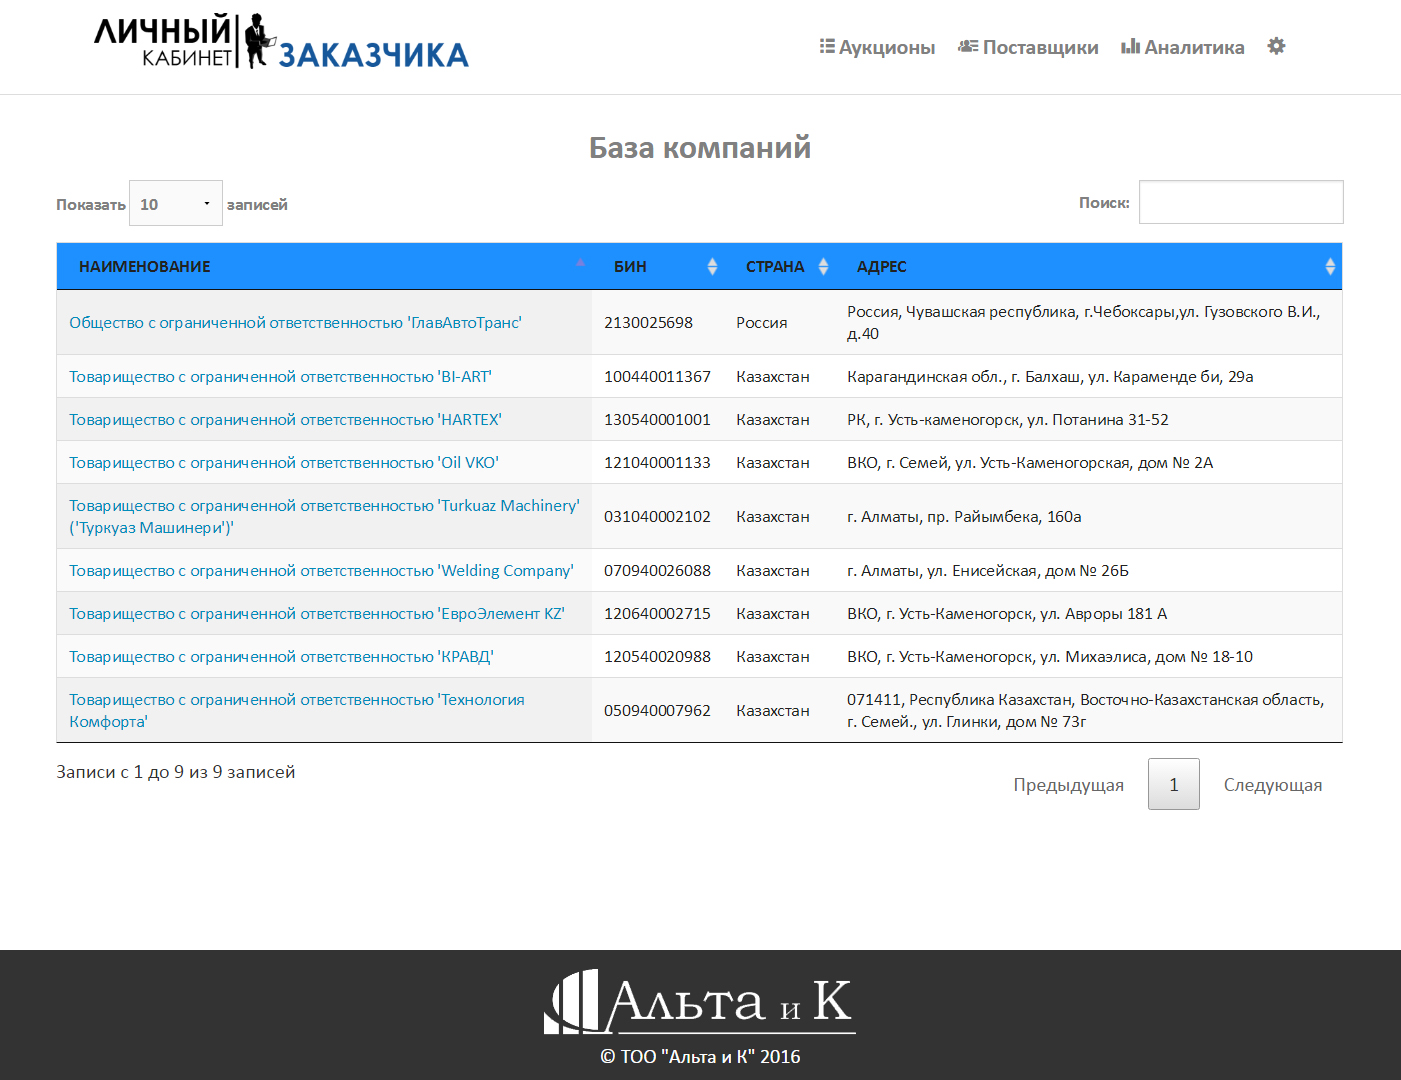 ЛИЧНЫЙ
КАБИНЕТ
ЗАКАЗЧИКА
Аукционы Поставщики Аналитика
База компаний
Показать 10 записей Поиск:
НАИМЕНОВАНИЕ БИН СТРАНА АДРЕС
Общество с ограниченной ответственностью 'ГлавАвтоТранс' 2130025698 Россия Россия, Чувашская республика, г.Чебоксары,ул. Гузовского В.И.,
д.40
Товарищество с ограниченной ответственностью 'BI-ART' 100440011367 Казахстан Карагандинская обл., г. Балхаш, ул. Караменде би, 29а
Товарищество с ограниченной ответственностью 'HARTEX' 130540001001 Казахстан РК, г. Усть-каменогорск, ул. Потанина 31-52
Товарищество с ограниченной ответственностью 'Oil VKO' 121040001133 Казахстан ВКО, г. Семей, ул. Усть-Каменогорская, дом № 2А
Товарищество с ограниченной ответственностью 'Turkuaz Machinery'
('Туркуаз Машинери')' 031040002102 Казахстан г. Алматы, пр. Райымбека, 160а
Товарищество с ограниченной ответственностью 'Welding Company' 070940026088 Казахстан г. Алматы, ул. Енисейская, дом № 26Б
Товарищество с ограниченной ответственностью 'ЕвроЭлемент KZ' 120640002715 Казахстан ВКО, г. Усть-Каменогорск, ул. Авроры 181 А
Товарищество с ограниченной ответственностью 'КРАВД' 120540020988 Казахстан ВКО, г. Усть-Каменогорск, ул. Михаэлиса, дом № 18-10
Товарищество с ограниченной ответственностью 'Технология
Комфорта' 050940007962 Казахстан 071411, Республика Казахстан, Восточно-Казахстанская область,
г. Семей., ул. Глинки, дом № 73г
Записи с 1 до 9 из 9 записей
Предыдущая 1 Следующая
Альта и К
© ТОО "Альта и К" 2016